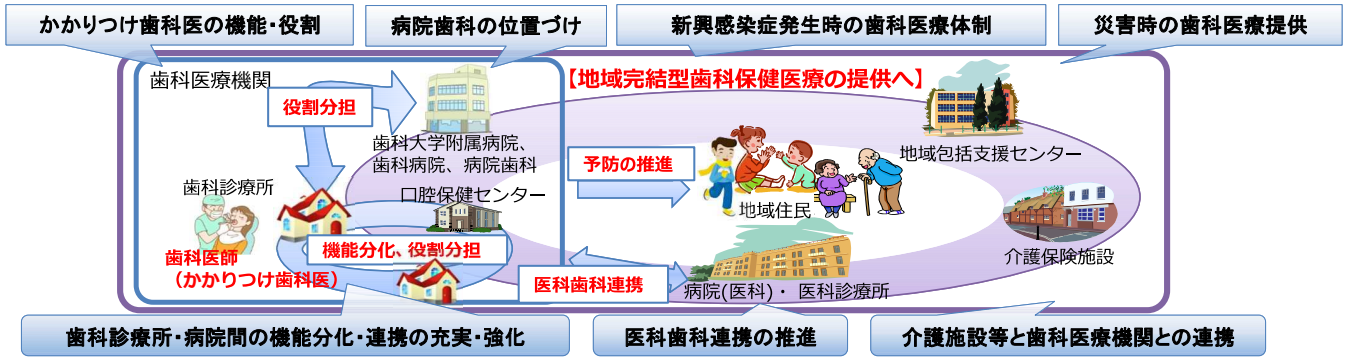 かかりつけ歯科医の機能・役割
病院歯科の位置づけ
新興感染症発生時の歯科医療体制
災害時の歯科医療提供
歯科医療機関
【地域完結型歯科保健医療の提供へ】
役割分担
歯科大学附属病院、
歯科病院、病院歯科
地域包括支援センター
予防の推進
歯科診療所
口腔保健センター
地域住民
機能分化、役割分担
歯科医師
（かかりつけ歯科医）
介護保険施設
医科歯科連携
病院(医科)・ 医科診療所
歯科診療所・病院間の機能分化・連携の充実・強化
医科歯科連携の推進
介護施設等と歯科医療機関との連携